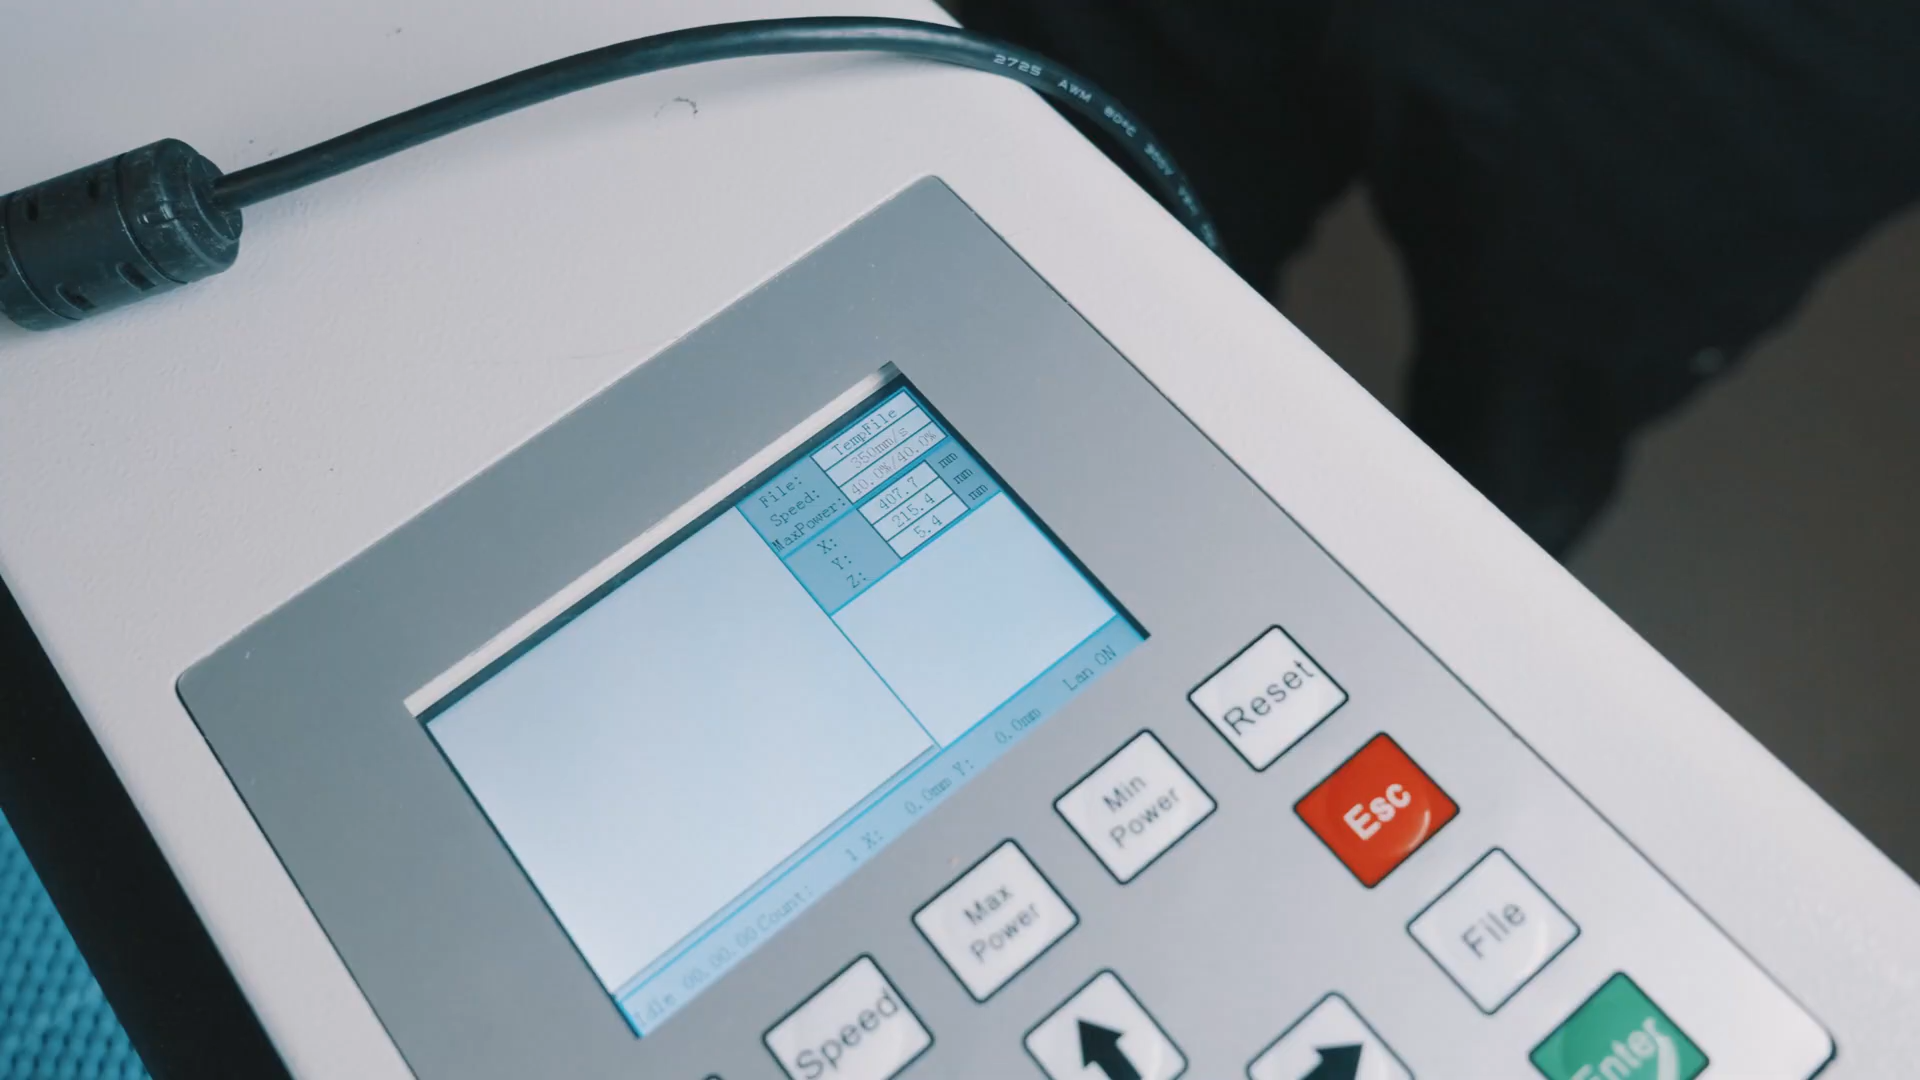 2725 AWM 80°C 300V
File: TempFile
Speed: 350mm/s
MaxPower: 40.0%/40.0%
X: 407.7 mm
Y: 215.4 mm
Z: 5.4 mm
Idle 00.00.00 Count: 1 X: 0.0mm Y: 0.0mm Lan ON
Reset
Min
Power
Esc
Max
Power
File
Speed
Enter